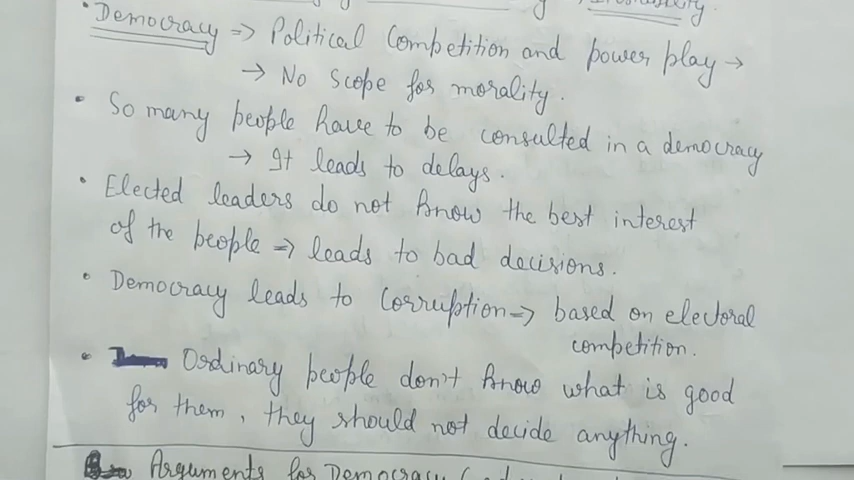 • Democracy => Political Competition and power play →
→ No scope for morality.
• So many people have to be consulted in a democracy
→ It leads to delays.
• Elected leaders do not know the best interest
of the people => leads to bad decisions.
• Democracy leads to Corruption => based on electoral
competition.
• Ordinary people don't know what is good
for them, they should not decide anything.
Arguments for Democracy